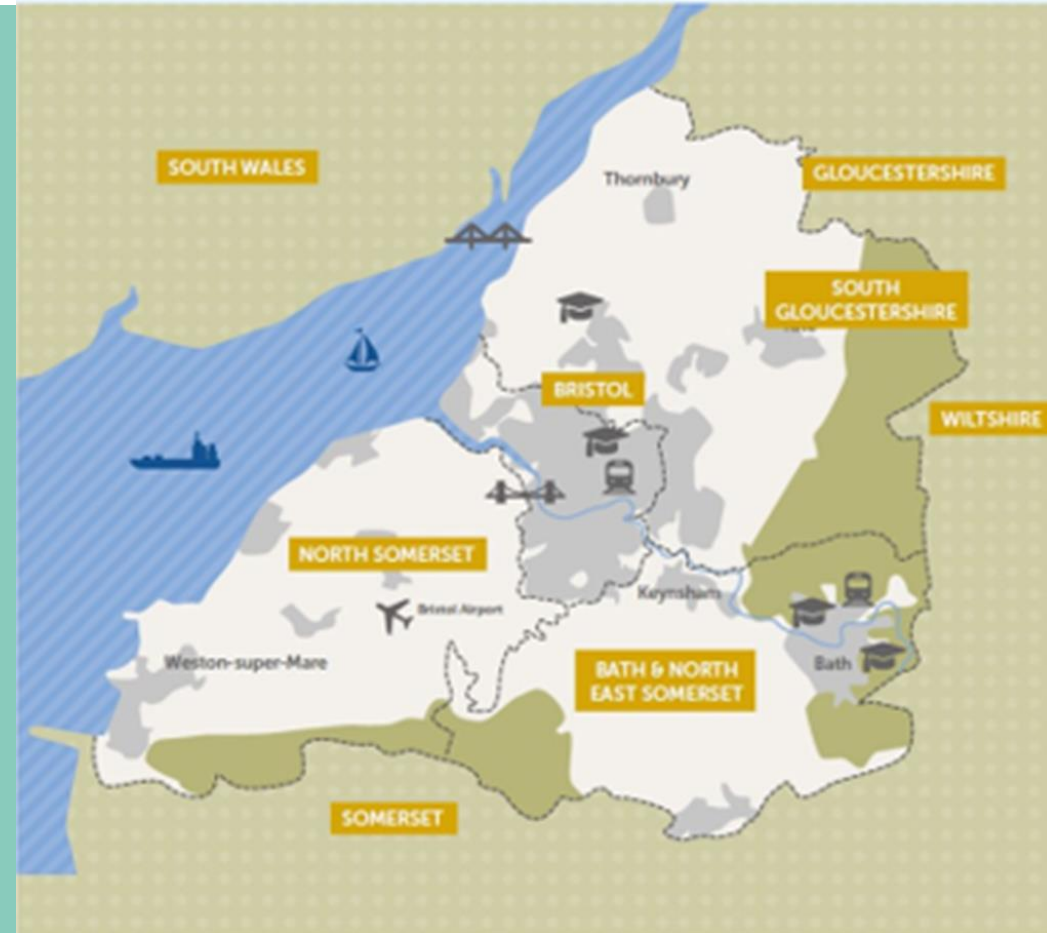 SOUTH WALES
GLOUCESTERSHIRE
Thornbury
SOUTH
GLOUCESTERSHIRE
BRISTOL
WILTSHIRE
NORTH SOMERSET
Keynsham
Bristol Airport
Weston-super-Mare
Bath
BATH & NORTH
EAST SOMERSET
SOMERSET